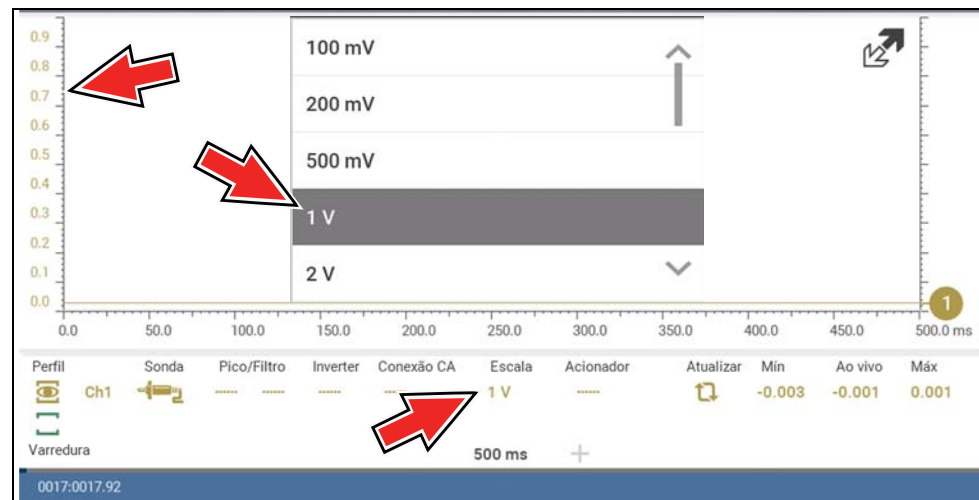 0.9
0.8
0.7
0.6
0.5
0.4
0.3
0.2
0.1
0.0
100 mV
200 mV
500 mV
1 V
2 V
1
0.0 50.0 100.0 150.0 200.0 250.0 300.0 350.0 400.0 450.0 500.0 ms
Perfil Sonda Pico/Filtro Inverter Conexão CA Escala Acionador Atualizar Mín Ao vivo Máx
Ch1 ----- ----- ----- ----- 1 V ----- -0.003 -0.001 0.001
Varredura 500 ms +
0017:0017.92